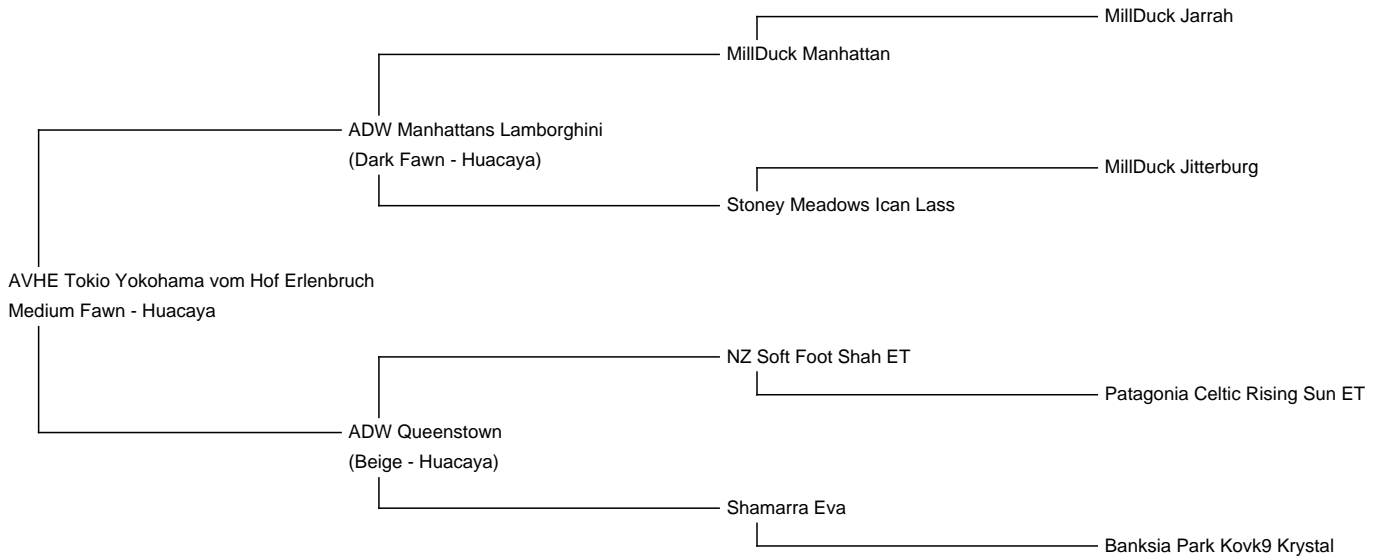 MillDuck Jarrah
MillDuck Manhattan
ADW Manhattans Lamborghini
(Dark Fawn - Huacaya)
MillDuck Jitterburg
Stoney Meadows Ican Lass
AVHE Tokio Yokohama vom Hof Erlenbruch
Medium Fawn - Huacaya
NZ Soft Foot Shah ET
Patagonia Celtic Rising Sun ET
ADW Queenstown
(Beige - Huacaya)
Shamarra Eva
Banksia Park Kovk9 Krystal